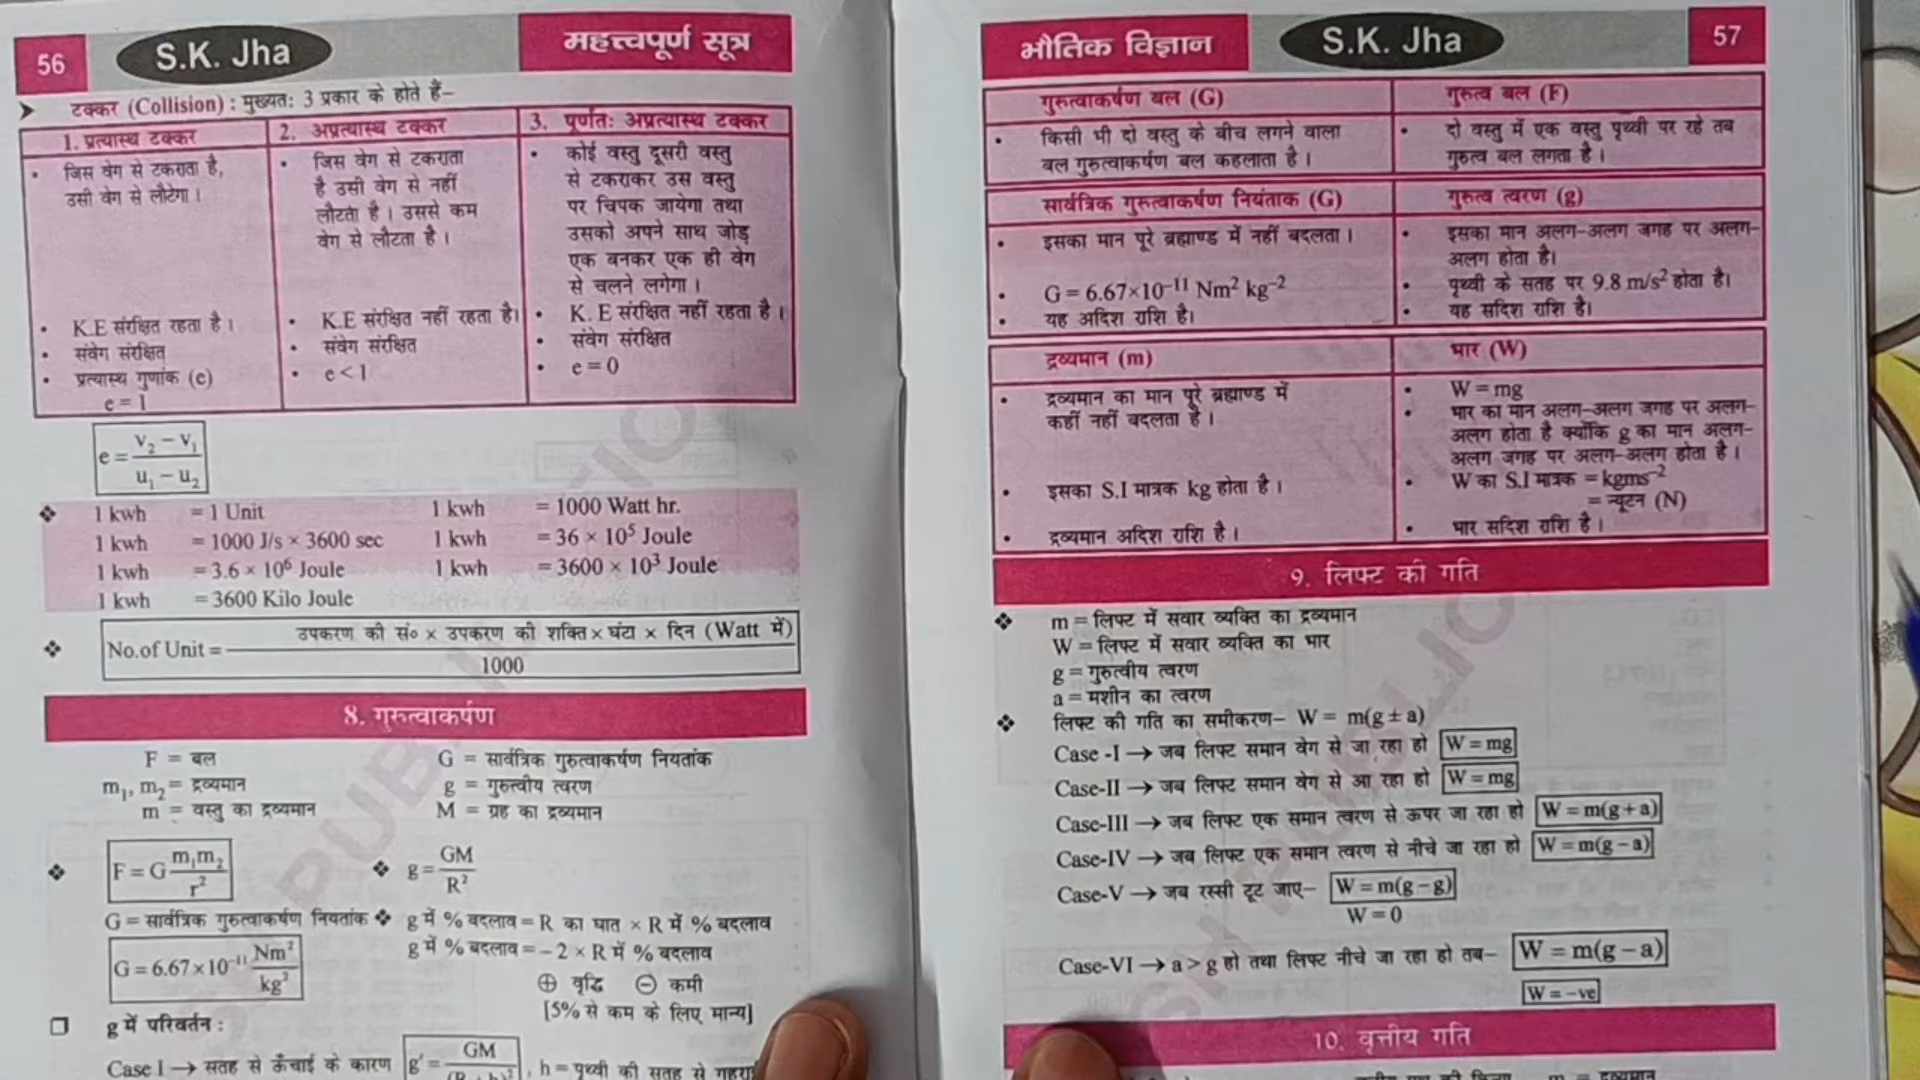 56 S.K. Jha महत्त्वपूर्ण सूत्र
➤ टक्कर (Collision) : मुख्यत: 3 प्रकार के होते हैं–
1. प्रत्यास्थ टक्कर
• जिस वेग से टकराता है,
उसी वेग से लौटेगा ।
• K.E संरक्षित रहता है ।
• संवेग संरक्षित
• प्रत्यास्थ गुणांक (e)
e = 1
2. अप्रत्यास्थ टक्कर
• जिस वेग से टकराता
है उसी वेग से नहीं
लौटता है । उससे कम
वेग से लौटता है ।
• K.E संरक्षित नहीं रहता है।
• संवेग संरक्षित
• e < 1
3. पूर्णत: अप्रत्यास्थ टक्कर
• कोई वस्तु दूसरी वस्तु
से टकराकर उस वस्तु
पर चिपक जायेगा तथा
उसको अपने साथ जोड़
एक बनकर एक ही वेग
से चलने लगेगा ।
• K. E संरक्षित नहीं रहता है ।
• संवेग संरक्षित
• e = 0
e = (v₂ – v₁) / (u₁ – u₂)
❖ 1 kwh = 1 Unit 1 kwh = 1000 Watt hr.
1 kwh = 1000 J/s × 3600 sec 1 kwh = 36 × 10⁵ Joule
1 kwh = 3.6 × 10⁶ Joule 1 kwh = 3600 × 10³ Joule
1 kwh = 3600 Kilo Joule
❖ No.of Unit = उपकरण की सं० × उपकरण की शक्ति × घंटा × दिन (Watt में) / 1000
8. गुरुत्वाकर्षण
F = बल G = सार्वत्रिक गुरुत्वाकर्षण नियतांक
m₁, m₂ = द्रव्यमान g = गुरुत्वीय त्वरण
m = वस्तु का द्रव्यमान M = ग्रह का द्रव्यमान
❖ F = G m₁m₂ / r² ❖ g = GM / R²
G = सार्वत्रिक गुरुत्वाकर्षण नियतांक ❖ g में % बदलाव = R का घात × R में % बदलाव
G = 6.67×10⁻¹¹ Nm² / kg² g में % बदलाव = – 2 × R में % बदलाव
⊕ वृद्धि ⊖ कमी
[5% से कम के लिए मान्य]
❒ g में परिवर्तन :
Case I → सतह से ऊँचाई के कारण g' = GM / (R + h)² , h = पृथ्वी की सतह से
भौतिक विज्ञान S.K. Jha 57
गुरुत्वाकर्षण बल (G)
• किसी भी दो वस्तु के बीच लगने वाला
बल गुरुत्वाकर्षण बल कहलाता है ।
गुरुत्व बल (F)
• दो वस्तु में एक वस्तु पृथ्वी पर रहे तब
गुरुत्व बल लगता है ।
सार्वत्रिक गुरुत्वाकर्षण नियंताक (G)
• इसका मान पूरे ब्रह्माण्ड में नहीं बदलता ।
• G = 6.67×10⁻¹¹ Nm² kg⁻²
• यह अदिश राशि है।
गुरुत्व त्वरण (g)
• इसका मान अलग-अलग जगह पर अलग-
अलग होता है।
• पृथ्वी के सतह पर 9.8 m/s² होता है।
• यह सदिश राशि है।
द्रव्यमान (m)
• द्रव्यमान का मान पूरे ब्रह्माण्ड में
कहीं नहीं बदलता है ।
• इसका S.I मात्रक kg होता है ।
• द्रव्यमान अदिश राशि है ।
भार (W)
• W = mg
• भार का मान अलग-अलग जगह पर अलग-
अलग होता है क्योंकि g का मान अलग-
अलग जगह पर अलग-अलग होता है ।
• W का S.I मात्रक = kgms⁻²
= न्यूटन (N)
• भार सदिश राशि है ।
9. लिफ्ट की गति
❖ m = लिफ्ट में सवार व्यक्ति का द्रव्यमान
W = लिफ्ट में सवार व्यक्ति का भार
g = गुरुत्वीय त्वरण
a = मशीन का त्वरण
❖ लिफ्ट की गति का समीकरण– W = m(g ± a)
Case -I → जब लिफ्ट समान वेग से जा रहा हो W = mg
Case-II → जब लिफ्ट समान वेग से आ रहा हो W = mg
Case-III → जब लिफ्ट एक समान त्वरण से ऊपर जा रहा हो W = m(g + a)
Case-IV → जब लिफ्ट एक समान त्वरण से नीचे जा रहा हो W = m(g – a)
Case-V → जब रस्सी टूट जाए– W = m(g – g)
W = 0
Case-VI → a > g हो तथा लिफ्ट नीचे जा रहा हो तब– W = m(g – a)
W = –ve
10. वृत्तीय गति
m = द्रव्यमान